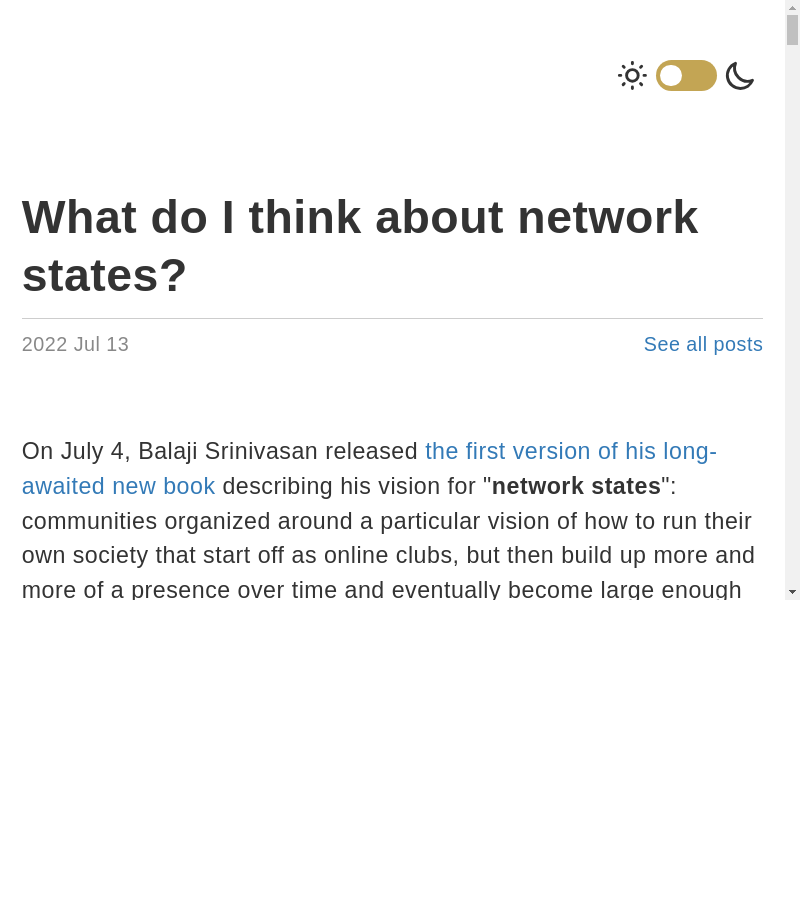 What do I think about network
states?
2022 Jul 13
See all posts
On July 4, Balaji Srinivasan released the first version of his long-
awaited new book describing his vision for "network states":
communities organized around a particular vision of how to run their
own society that start off as online clubs, but then build up more and
more of a presence over time and eventually become large enough